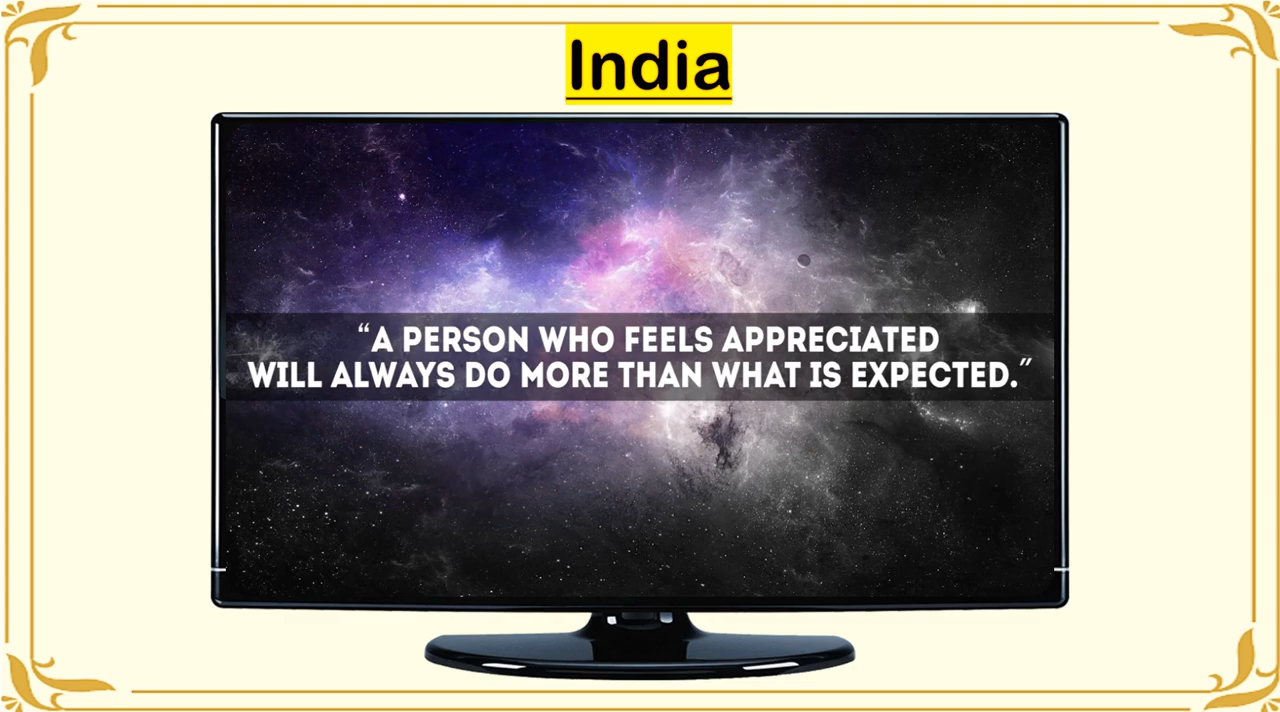 India
“A PERSON WHO FEELS APPRECIATED
WILL ALWAYS DO MORE THAN WHAT IS EXPECTED.”